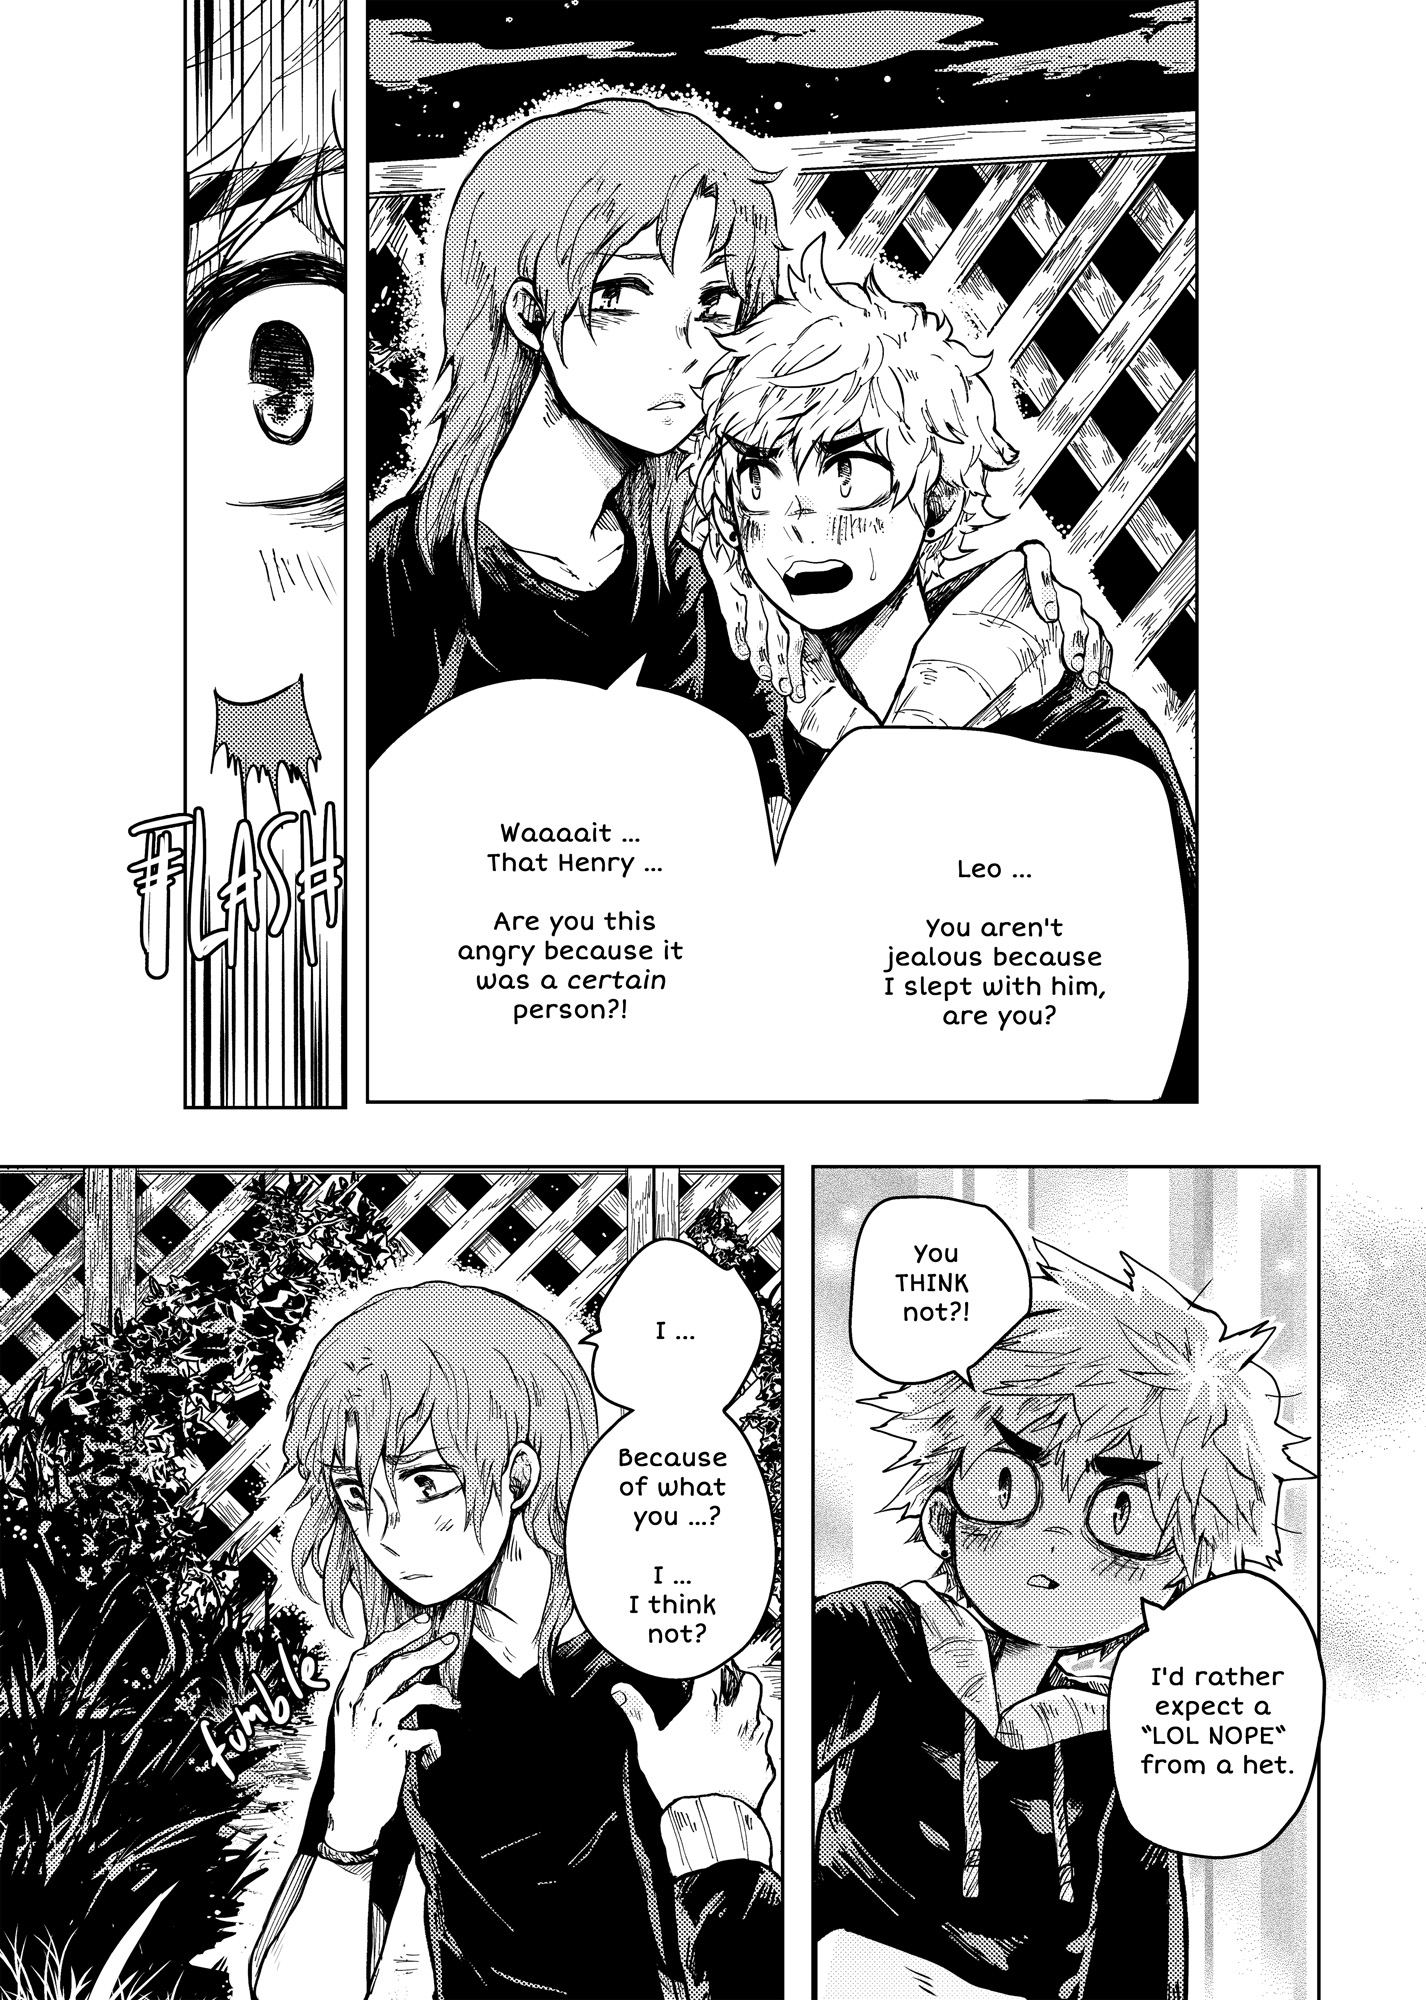 #LASH
Waaaait ...
That Henry ...
Are you this
angry because it
was a certain
person?!
Leo ...
You aren't
jealous because
I slept with him,
are you?
I ...
Because
of what
you ...?
I ...
I think
not?
fumble
You
THINK
not?!
I'd rather
expect a
“LOL NOPE“
from a het.